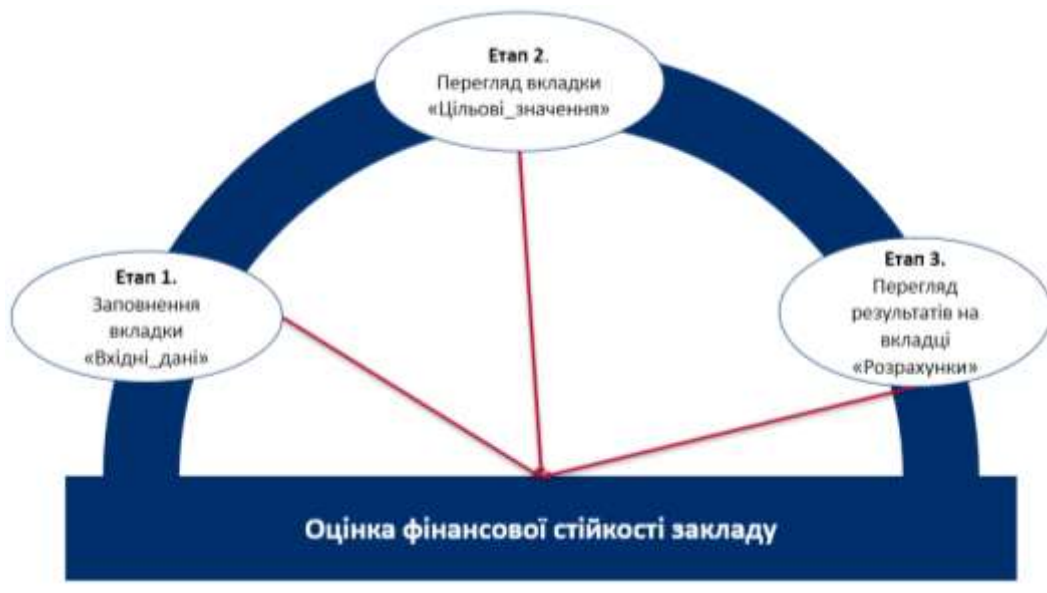 Етап 1.
Заповнення
вкладки
«Вхідні_дані»
Етап 2.
Перегляд вкладки
«Цільові_значення»
Етап 3.
Перегляд
результатів на
вкладці
«Розрахунки»
Оцінка фінансової стійкості закладу